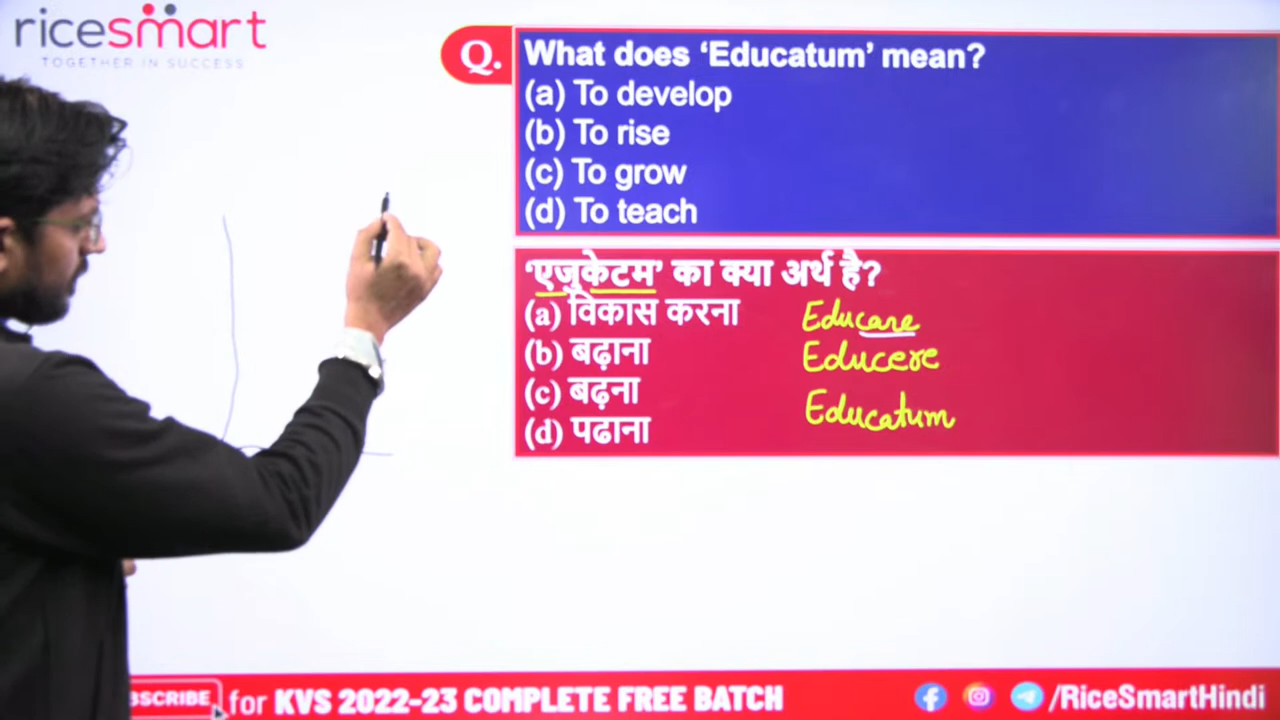 ricesmart
TOGETHER IN SUCCESS
Q.
What does ‘Educatum’ mean?
(a) To develop
(b) To rise
(c) To grow
(d) To teach
‘एजुकेटम’ का क्या अर्थ है?
(a) विकास करना
(b) बढ़ाना
(c) बढ़ना
(d) पढाना
Educare
Educere
Educatum
BSCRIBE for KVS 2022-23 COMPLETE FREE BATCH
/RiceSmartHindi